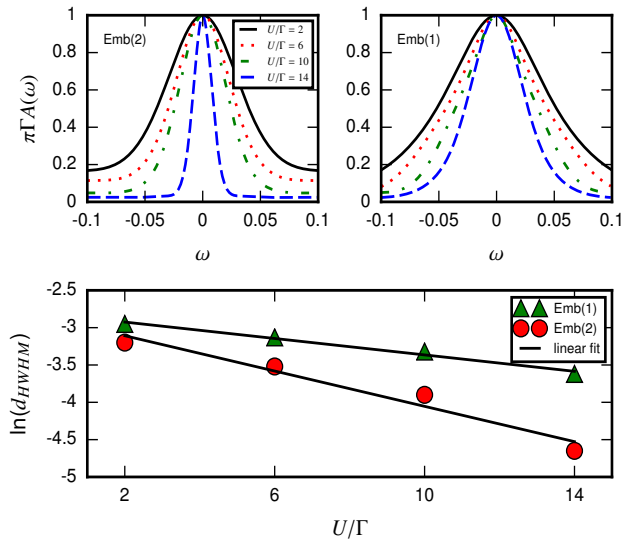 Emb(2)
U/Γ = 2
U/Γ = 6
U/Γ = 10
U/Γ = 14
πΓA(ω)
1
0.8
0.6
0.4
0.2
0
-0.1
-0.05
0
0.05
0.1
ω
Emb(1)
1
0.8
0.6
0.4
0.2
0
-0.1
-0.05
0
0.05
0.1
ω
ln(d_{HWHM})
-2.5
-3
-3.5
-4
-4.5
-5
Emb(1)
Emb(2)
linear fit
2
6
10
14
U/Γ